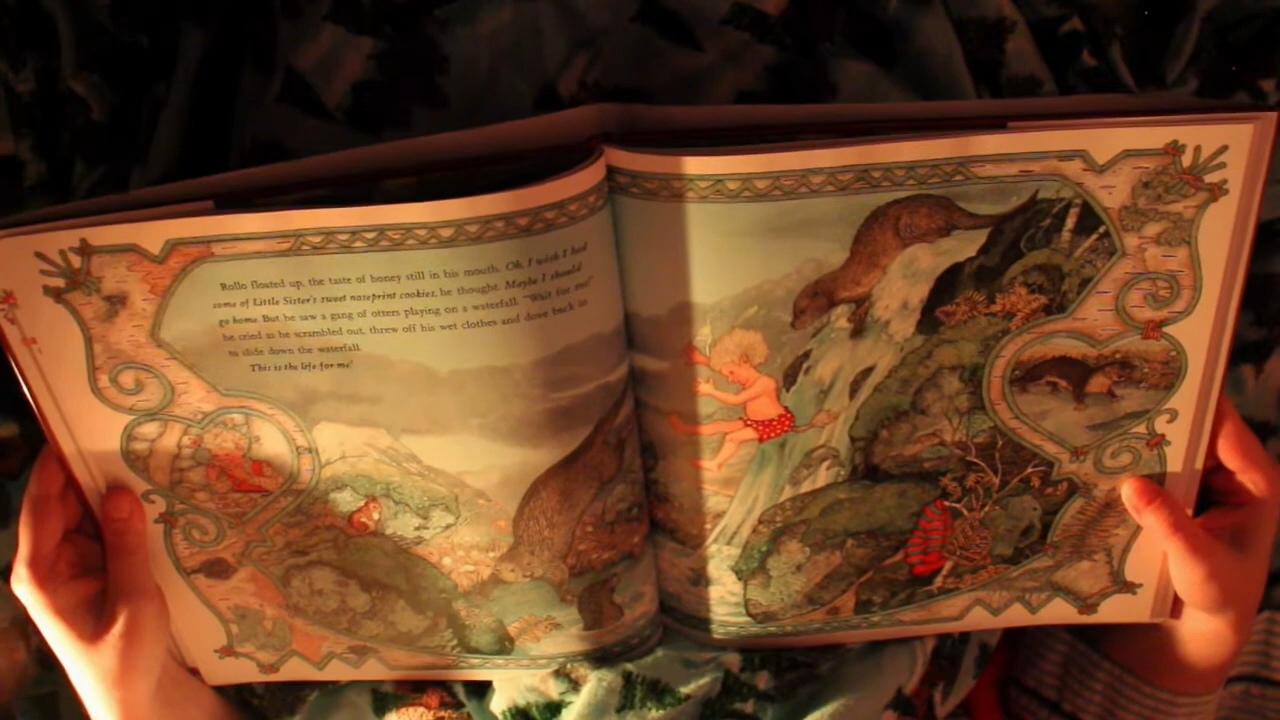 Rollo floated up, the taste of honey still in his mouth. Oh, I wish I had
some of Little Sister's sweet noseprint cookies, he thought. Maybe I should
go home. But he saw a gang of otters playing on a waterfall. "Wait for me!"
he cried as he scrambled out, threw off his wet clothes and dove back in
to slide down the waterfall.
This is the life for me!